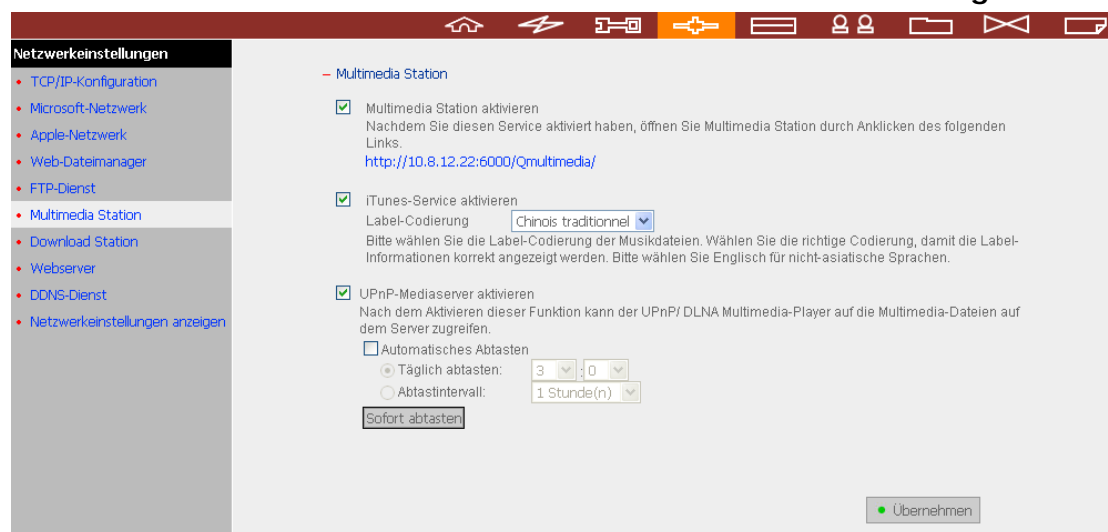 Netzwerkeinstellungen
TCP/IP-Konfiguration
Microsoft-Netzwerk
Apple-Netzwerk
Web-Dateimanager
FTP-Dienst
Multimedia Station
Download Station
Webserver
DDNS-Dienst
Netzwerkeinstellungen anzeigen
– Multimedia Station
Multimedia Station aktivieren
Nachdem Sie diesen Service aktiviert haben, öffnen Sie Multimedia Station durch Anklicken des folgenden
Links.
http://10.8.12.22:6000/Qmultimedia/
iTunes-Service aktivieren
Label-Codierung Chinois traditionnel
Bitte wählen Sie die Label-Codierung der Musikdateien. Wählen Sie die richtige Codierung, damit die Label-
Informationen korrekt angezeigt werden. Bitte wählen Sie Englisch für nicht-asiatische Sprachen.
UPnP-Mediaserver aktivieren
Nach dem Aktivieren dieser Funktion kann der UPnP/ DLNA Multimedia-Player auf die Multimedia-Dateien auf
dem Server zugreifen.
Automatisches Abtasten
Täglich abtasten: 3 : 0
Abtastintervall: 1 Stunde(n)
Sofort abtasten
Übernehmen